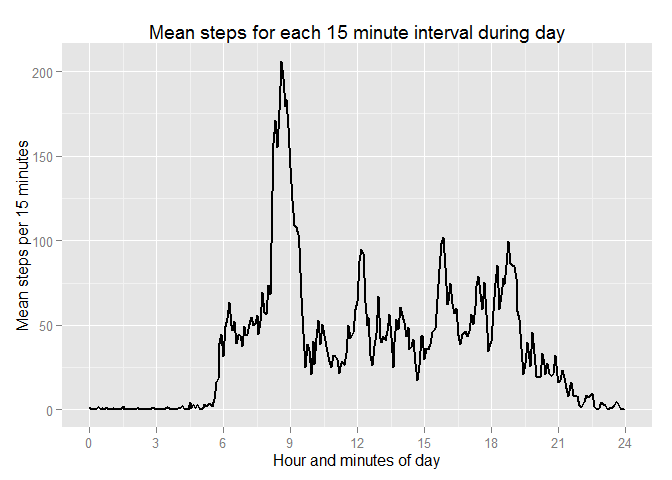 Mean steps for each 15 minute interval during day
Mean steps per 15 minutes
200
150
100
50
0
0 3 6 9 12 15 18 21 24
Hour and minutes of day